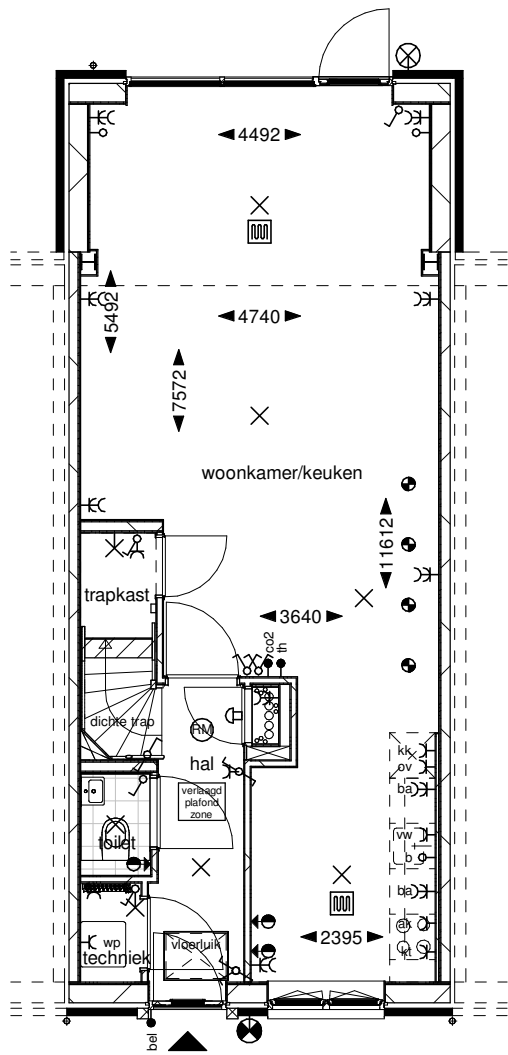 4492
5492
4740
7572
woonkamer/keuken
11612
trapkast
3640
co2
th
dichte trap
RM
hal
kk
ov
ba
verlaagd
plafond
zone
toilet
vw
b
ba
wp
techniek
vloerluik
2395
ak
kt
bel